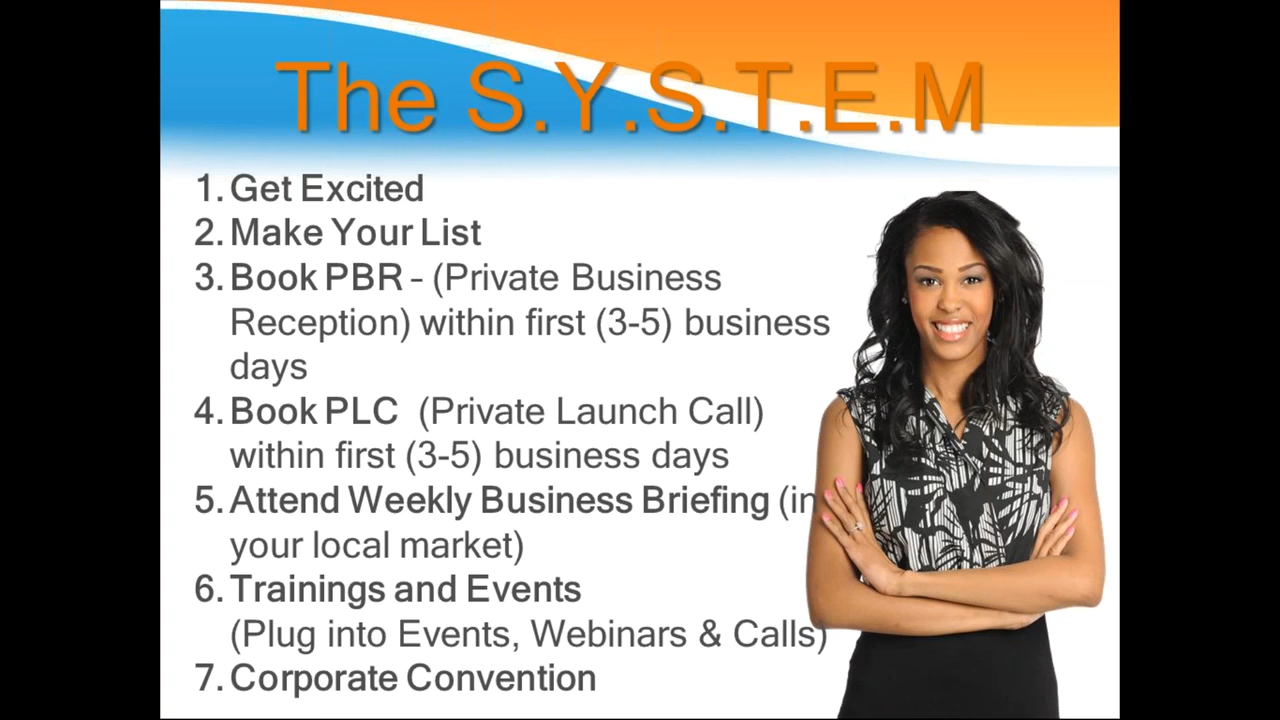 The S.Y.S.T.E.M
1. Get Excited
2. Make Your List
3. Book PBR – (Private Business
Reception) within first (3-5) business
days
4. Book PLC (Private Launch Call)
within first (3-5) business days
5. Attend Weekly Business Briefing (in
your local market)
6. Trainings and Events
(Plug into Events, Webinars & Calls)
7. Corporate Convention